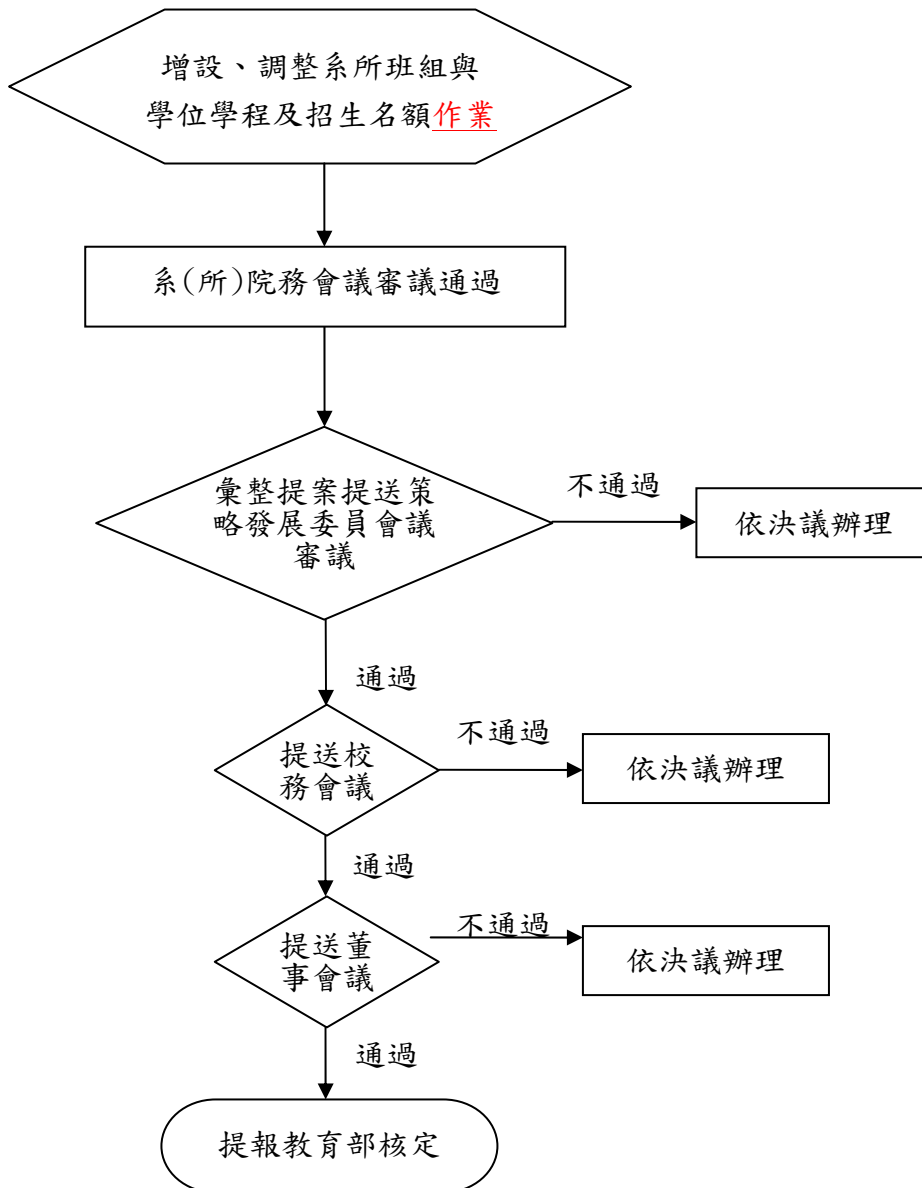 增設、調整系所班組與
學位學程及招生名額作業
系(所)院務會議審議通過
彙整提案提送策
略發展委員會議
審議
不通過
依決議辦理
通過
提送校
務會議
不通過
依決議辦理
通過
提送董
事會議
不通過
依決議辦理
通過
提報教育部核定